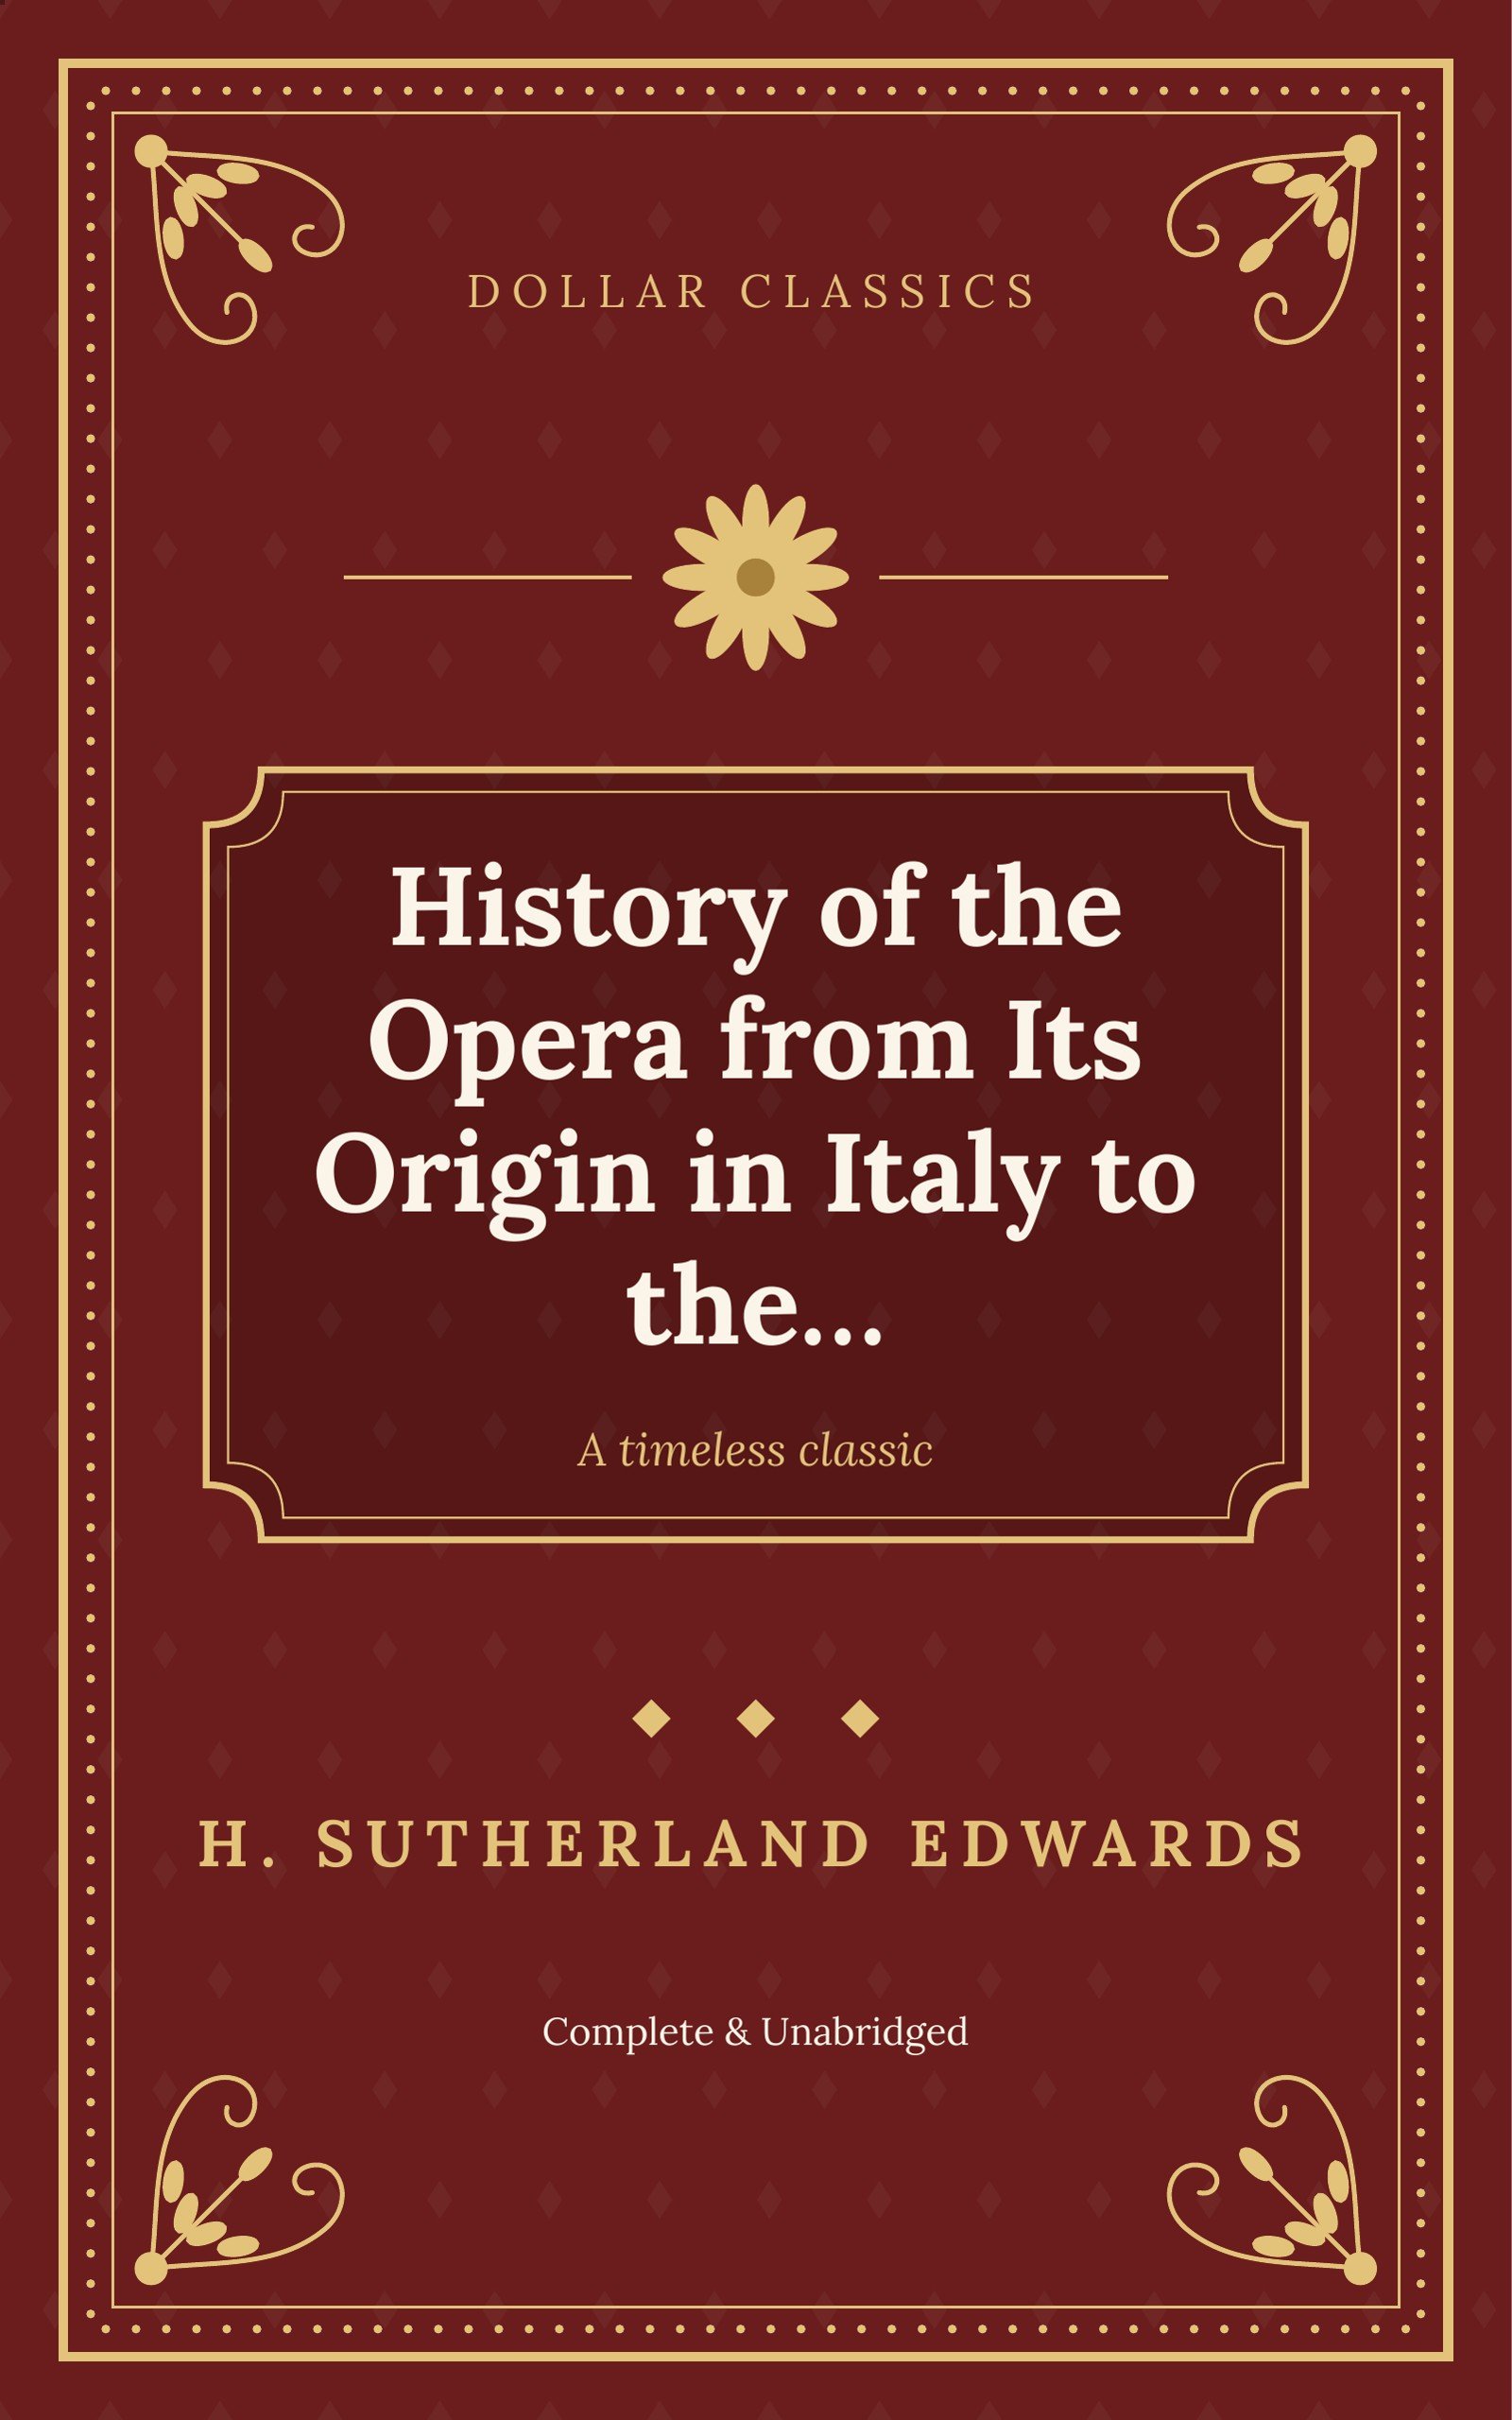 DOLLAR CLASSICS
History of the
Opera from Its
Origin in Italy to
the...
A timeless classic
H. SUTHERLAND EDWARDS
Complete & Unabridged